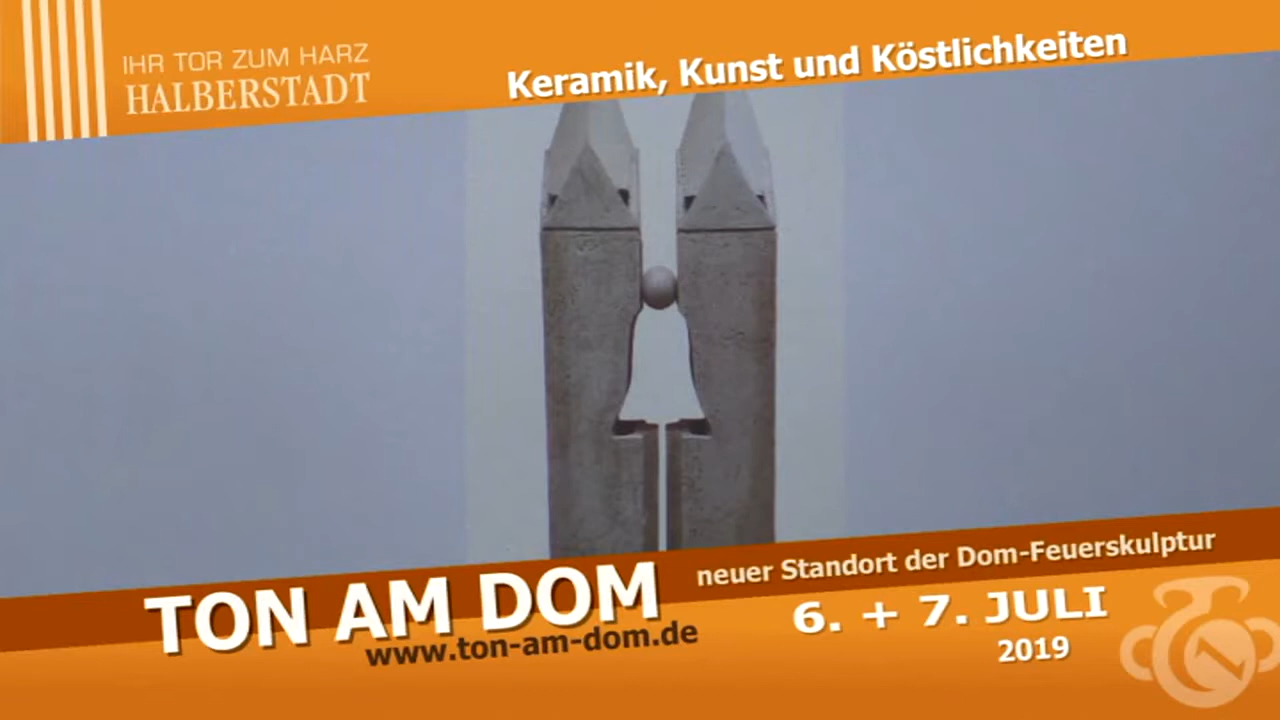 IHR TOR ZUM HARZ
HALBERSTADT
Keramik, Kunst und Köstlichkeiten
TON AM DOM
www.ton-am-dom.de
neuer Standort der Dom-Feuerskulptur
6. + 7. JULI
2019